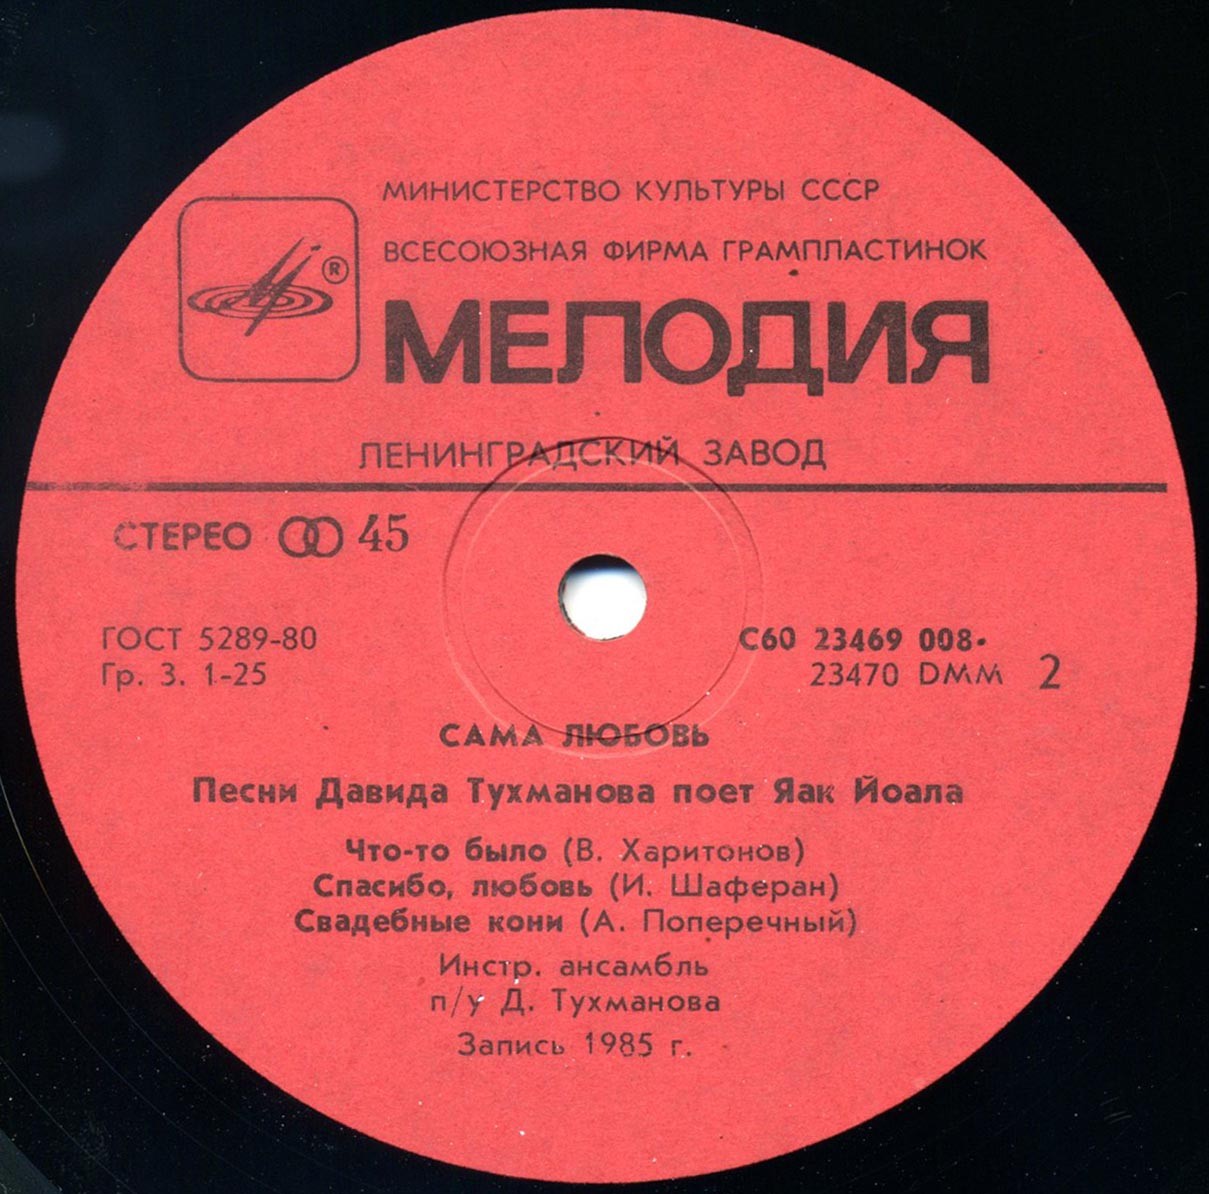 МИНИСТЕРСТВО КУЛЬТУРЫ СССР
ВСЕСОЮЗНАЯ ФИРМА ГРАМПЛАСТИНОК
®
МЕЛОДИЯ
ЛЕНИНГРАДСКИЙ ЗАВОД
СТЕРЕО 45
ГОСТ 5289-80
Гр. 3. 1-25
С60 23469 008·
23470 DMM 2
САМА ЛЮБОВЬ
Песни Давида Тухманова поет Яак Йоала
Что-то было (В. Харитонов)
Спасибо, любовь (И. Шаферан)
Свадебные кони (А. Поперечный)
Инстр. ансамбль
п/у Д. Тухманова
Запись 1985 г.